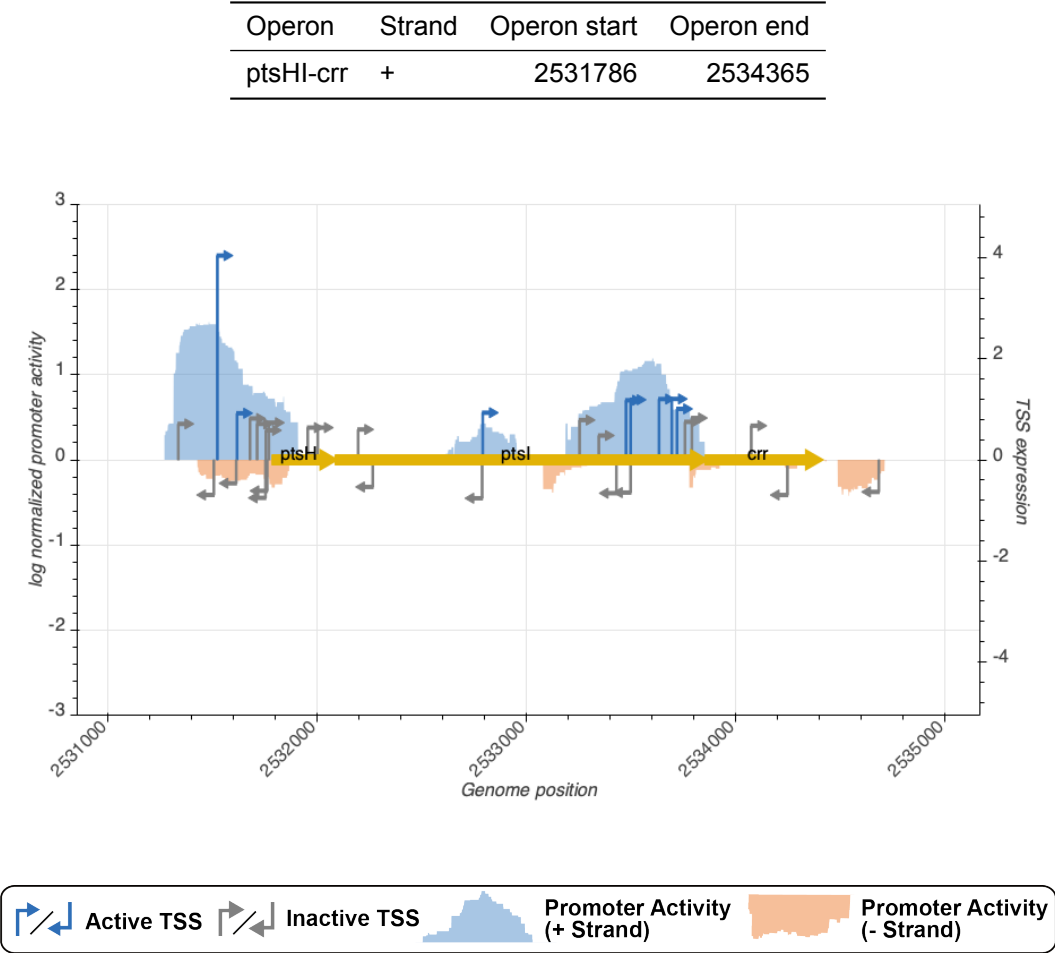 Operon Strand Operon start Operon end
ptsHI-crr + 2531786 2534365
3
2
1
0
-1
-2
-3
log normalized promoter activity
4
2
0
-2
-4
TSS expression
ptsH
ptsI
crr
2531000
2532000
2533000
2534000
2535000
Genome position
Active TSS
Inactive TSS
Promoter Activity
(+ Strand)
Promoter Activity
(- Strand)